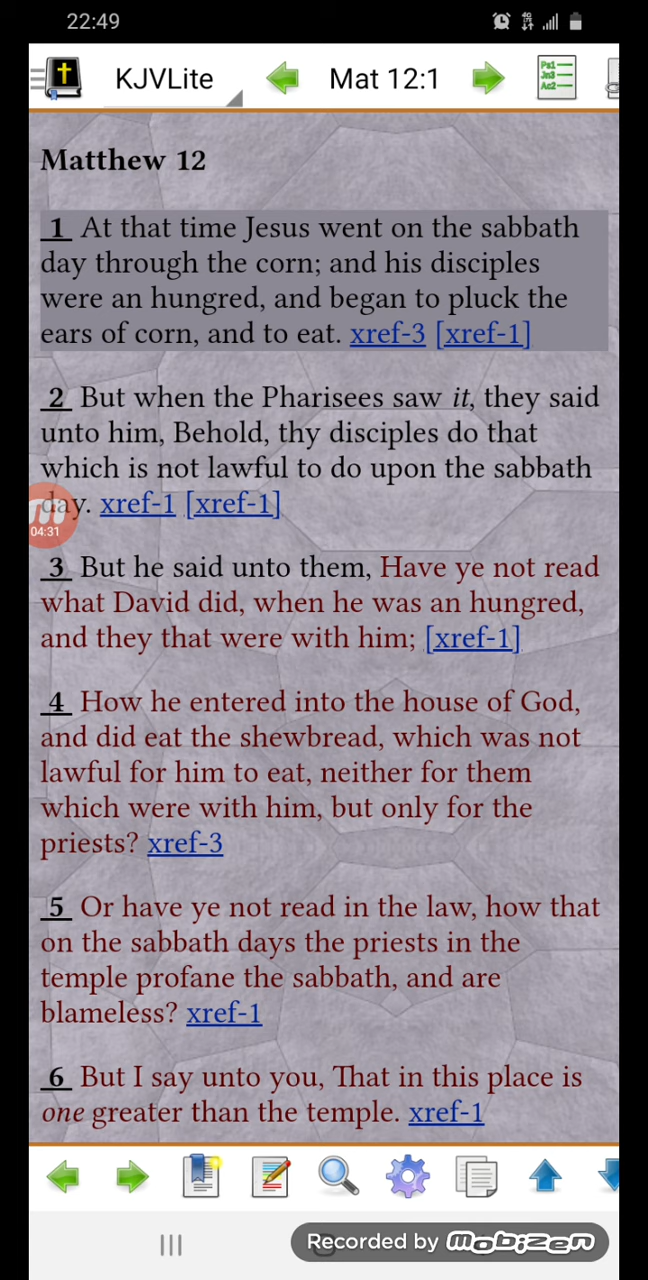 22:49
KJVLite Mat 12:1
Matthew 12
1 At that time Jesus went on the sabbath
day through the corn; and his disciples
were an hungred, and began to pluck the
ears of corn, and to eat. xref-3 [xref-1]
2 But when the Pharisees saw it, they said
unto him, Behold, thy disciples do that
which is not lawful to do upon the sabbath
day. xref-1 [xref-1]
04:31
3 But he said unto them, Have ye not read
what David did, when he was an hungred,
and they that were with him; [xref-1]
4 How he entered into the house of God,
and did eat the shewbread, which was not
lawful for him to eat, neither for them
which were with him, but only for the
priests? xref-3
5 Or have ye not read in the law, how that
on the sabbath days the priests in the
temple profane the sabbath, and are
blameless? xref-1
6 But I say unto you, That in this place is
one greater than the temple. xref-1
Recorded by mobizen